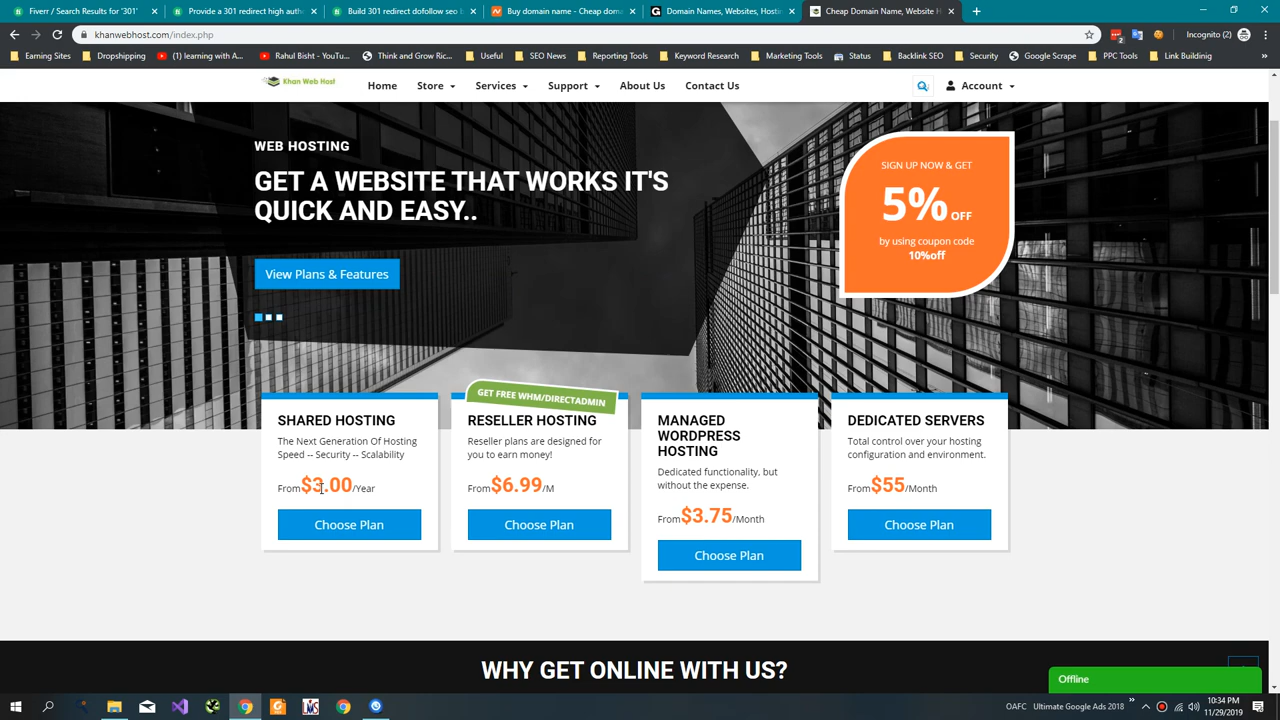 Fiverr / Search Results for '301'
Provide a 301 redirect high autho
Build 301 redirect dofollow seo b
Buy domain name - Cheap doma
Domain Names, Websites, Hostin
Cheap Domain Name, Website H
khanwebhost.com/index.php
Incognito (2)
Earning Sites
Dropshipping
(1) learning with A...
Rahul Bisht - YouTu...
Think and Grow Ric...
Useful
SEO News
Reporting Tools
Keyword Research
Marketing Tools
Status
Backlink SEO
Security
Google Scrape
PPC Tools
Link Building
»
Khan Web Host
Home
Store
Services
Support
About Us
Contact Us
Account
WEB HOSTING
GET A WEBSITE THAT WORKS IT'S
QUICK AND EASY..
View Plans & Features
SIGN UP NOW & GET
5% OFF
by using coupon code
10%off
SHARED HOSTING
The Next Generation Of Hosting
Speed -- Security -- Scalability
From$3.00/Year
Choose Plan
GET FREE WHM/DIRECTADMIN
RESELLER HOSTING
Reseller plans are designed for
you to earn money!
From$6.99/M
Choose Plan
MANAGED
WORDPRESS
HOSTING
Dedicated functionality, but
without the expense.
From$3.75/Month
Choose Plan
DEDICATED SERVERS
Total control over your hosting
configuration and environment.
From$55/Month
Choose Plan
WHY GET ONLINE WITH US?
Offline
OAFC
Ultimate Google Ads 2018
»
10:34 PM
11/29/2019